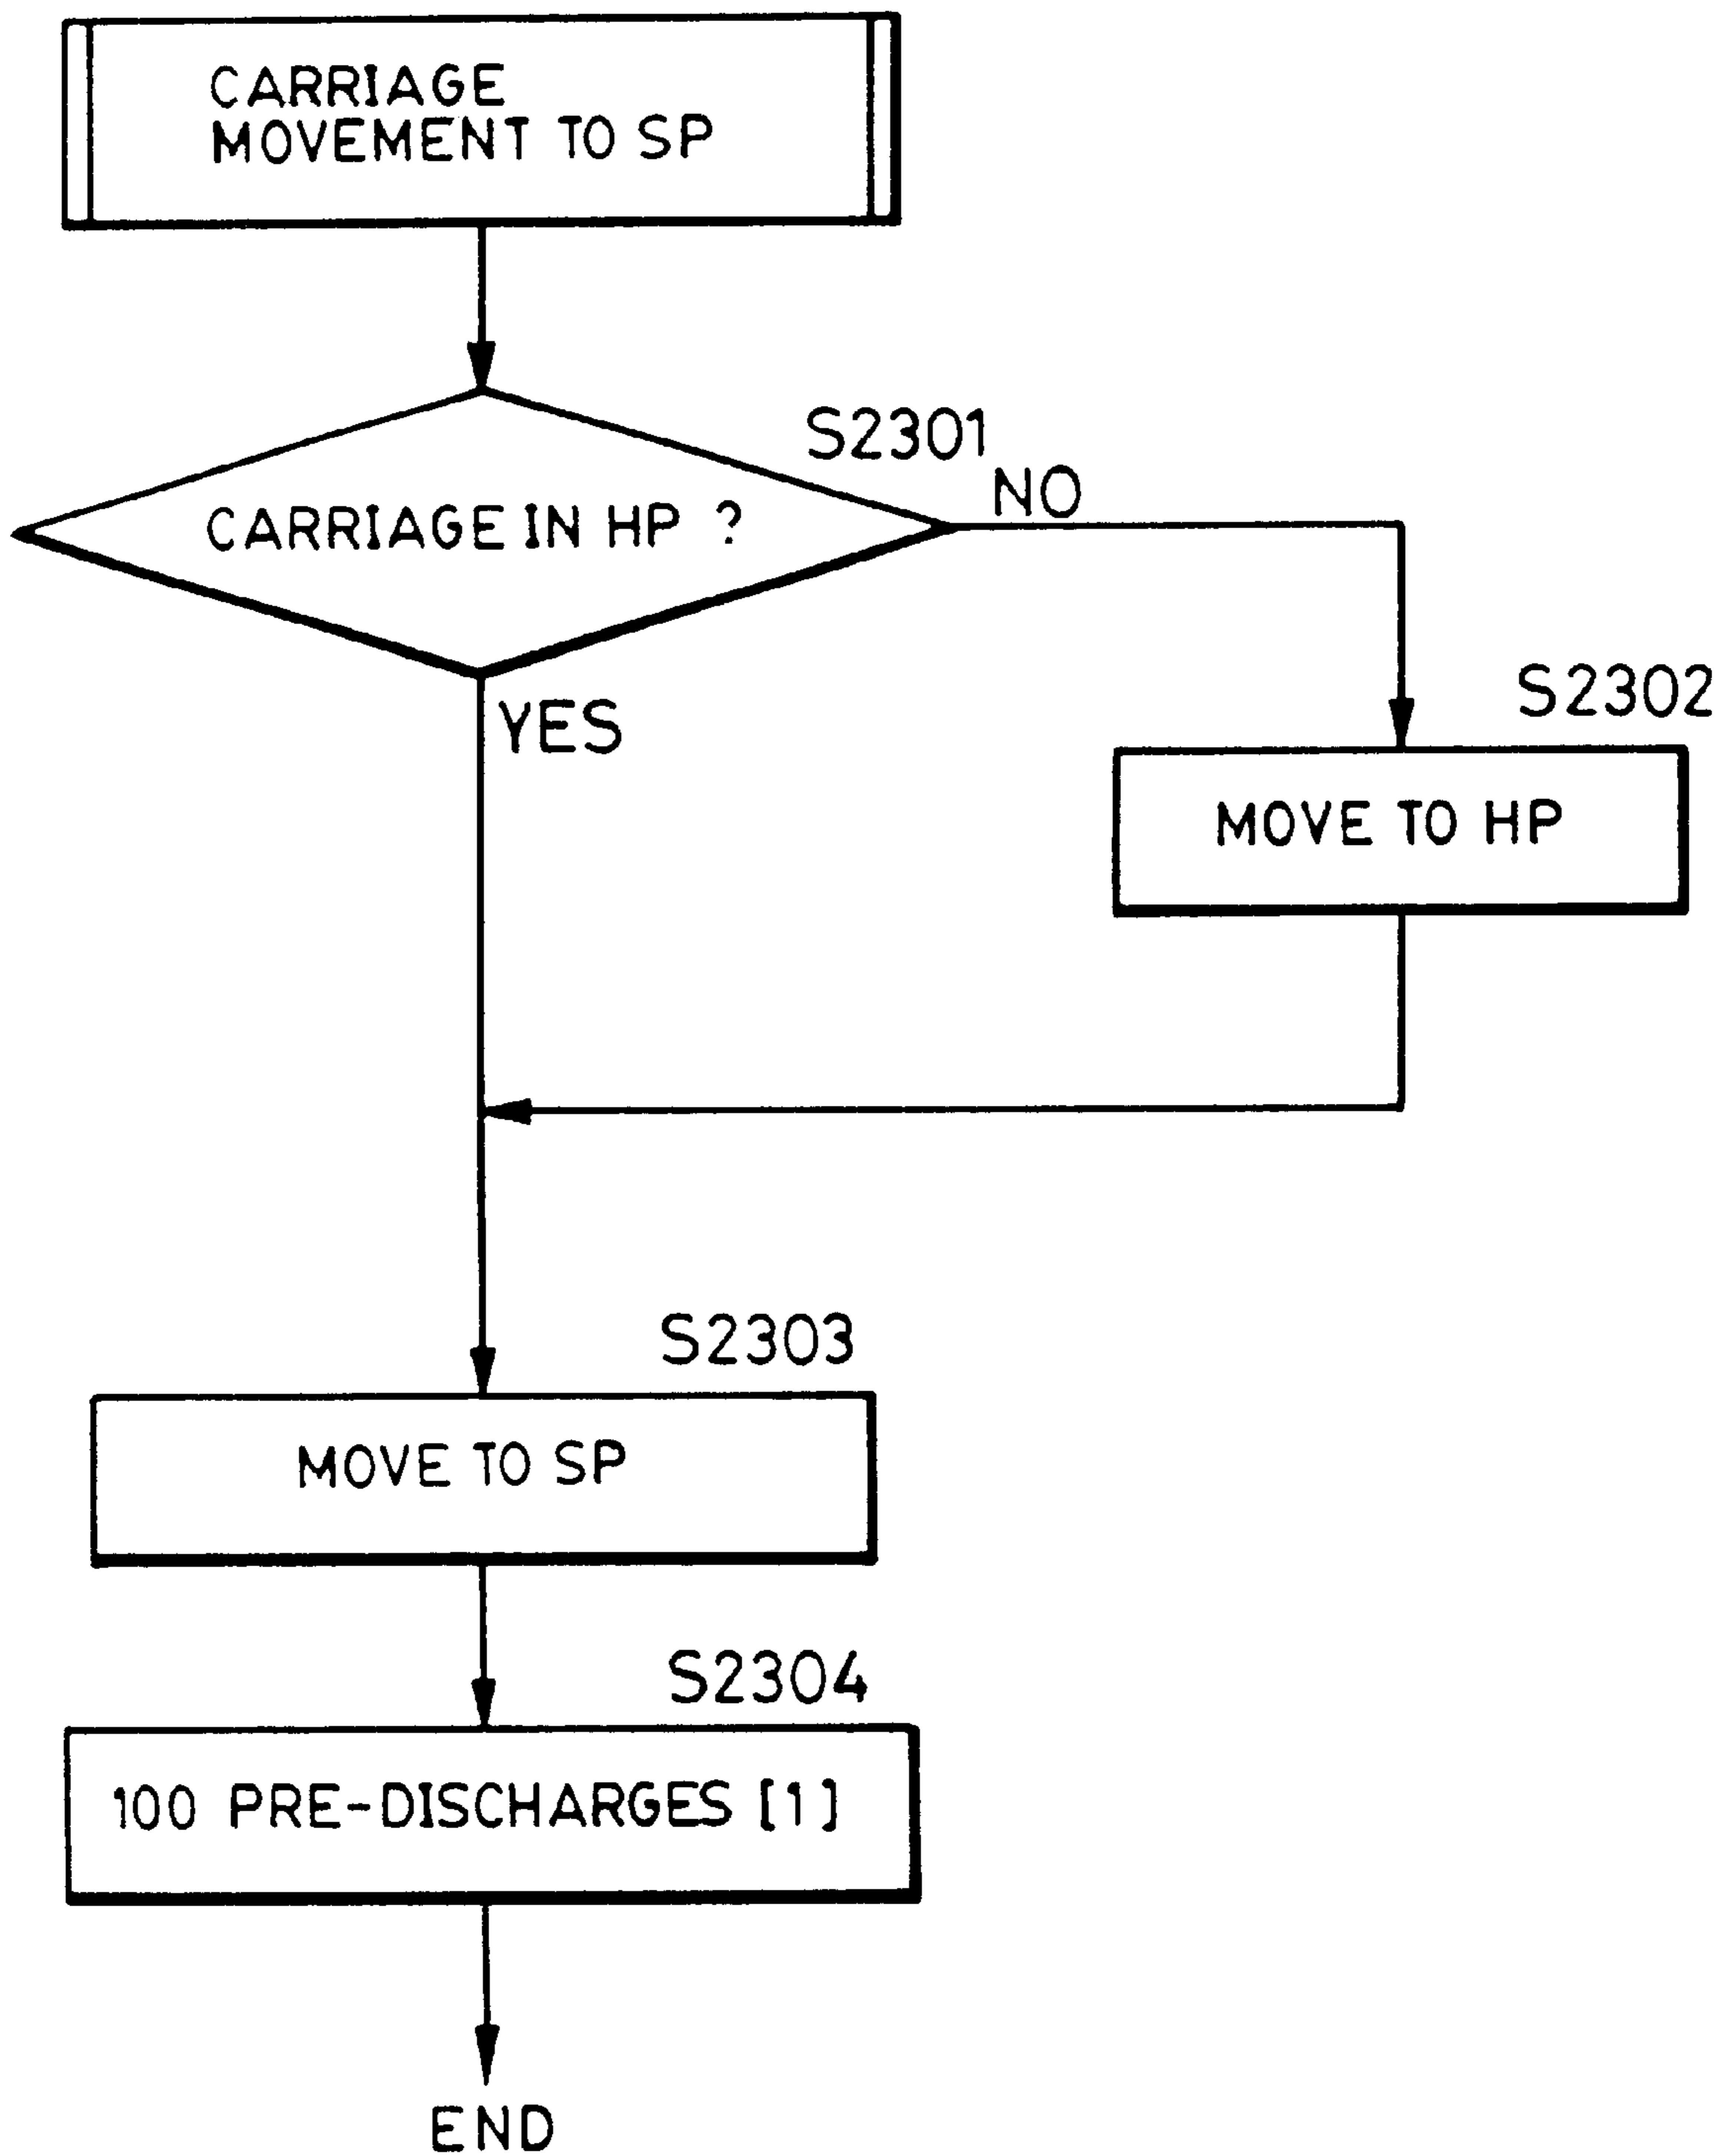 CARRIAGE
MOVEMENT TO SP
S2301
CARRIAGE IN HP ?
NO
YES
S2302
MOVE TO HP
S2303
MOVE TO SP
S2304
100 PRE-DISCHARGES [1]
END